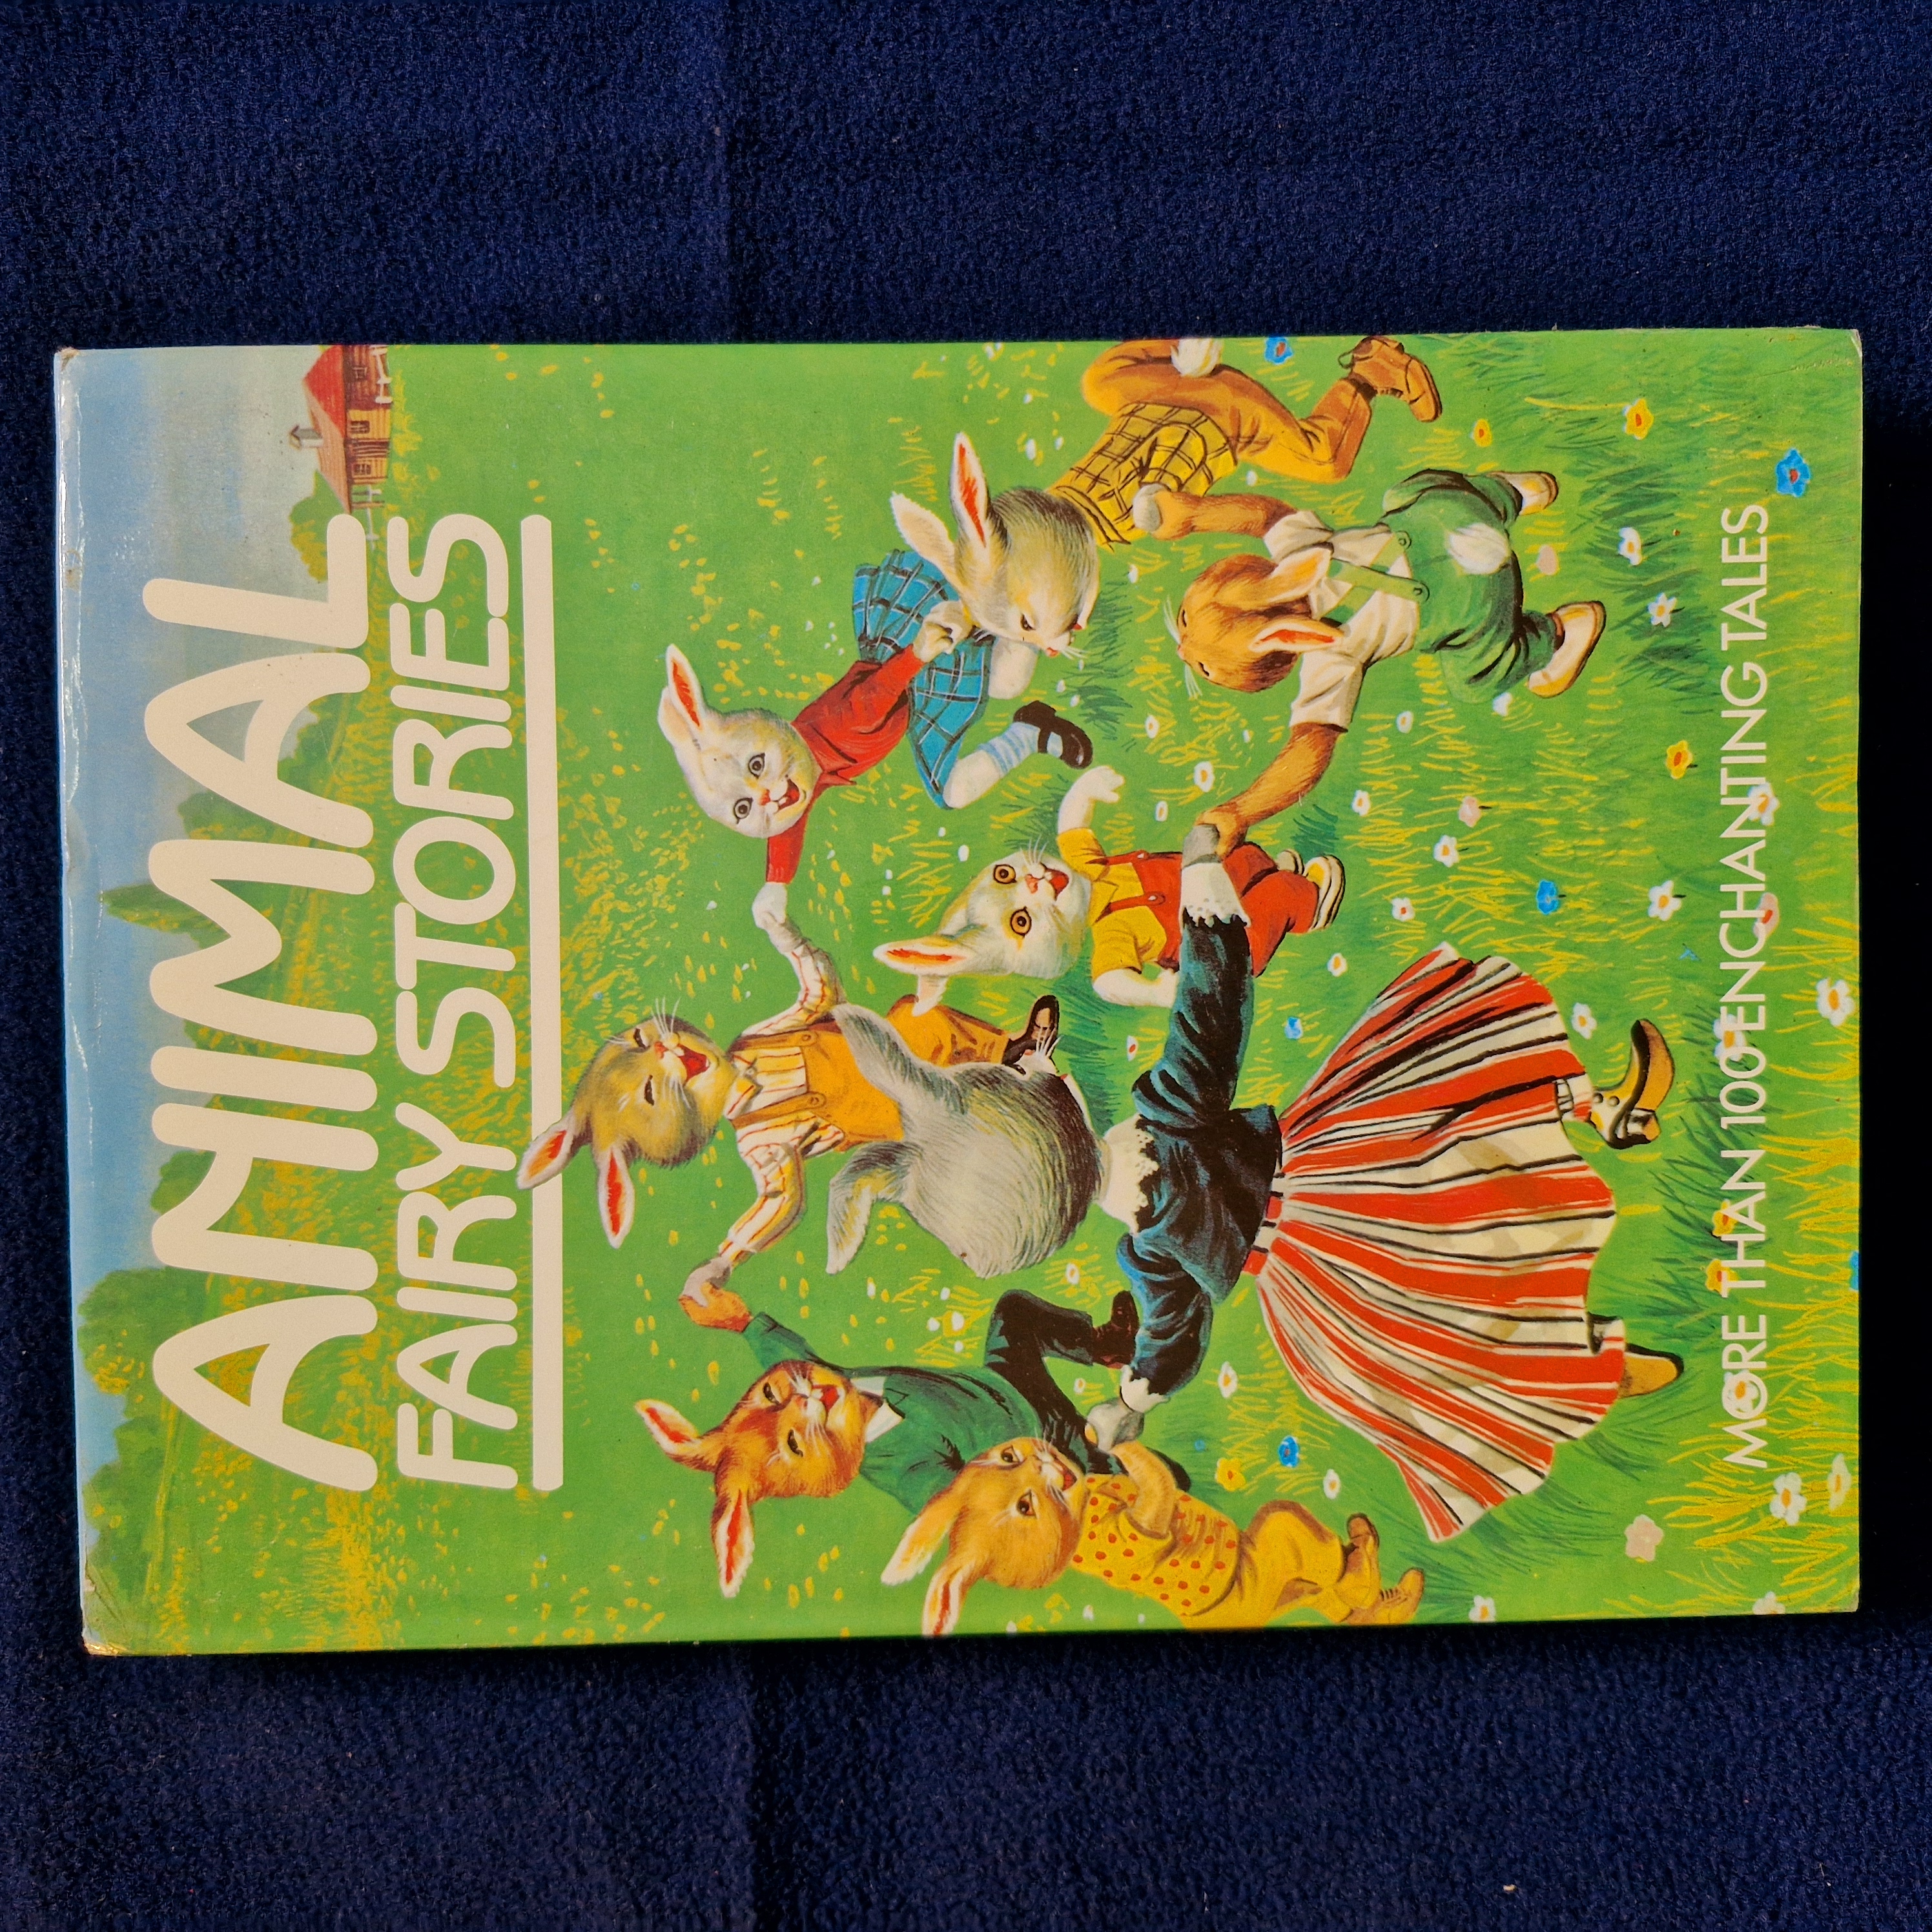 ANIMAL
FAIRY STORIES
MORE THAN 100 ENCHANTING TALES